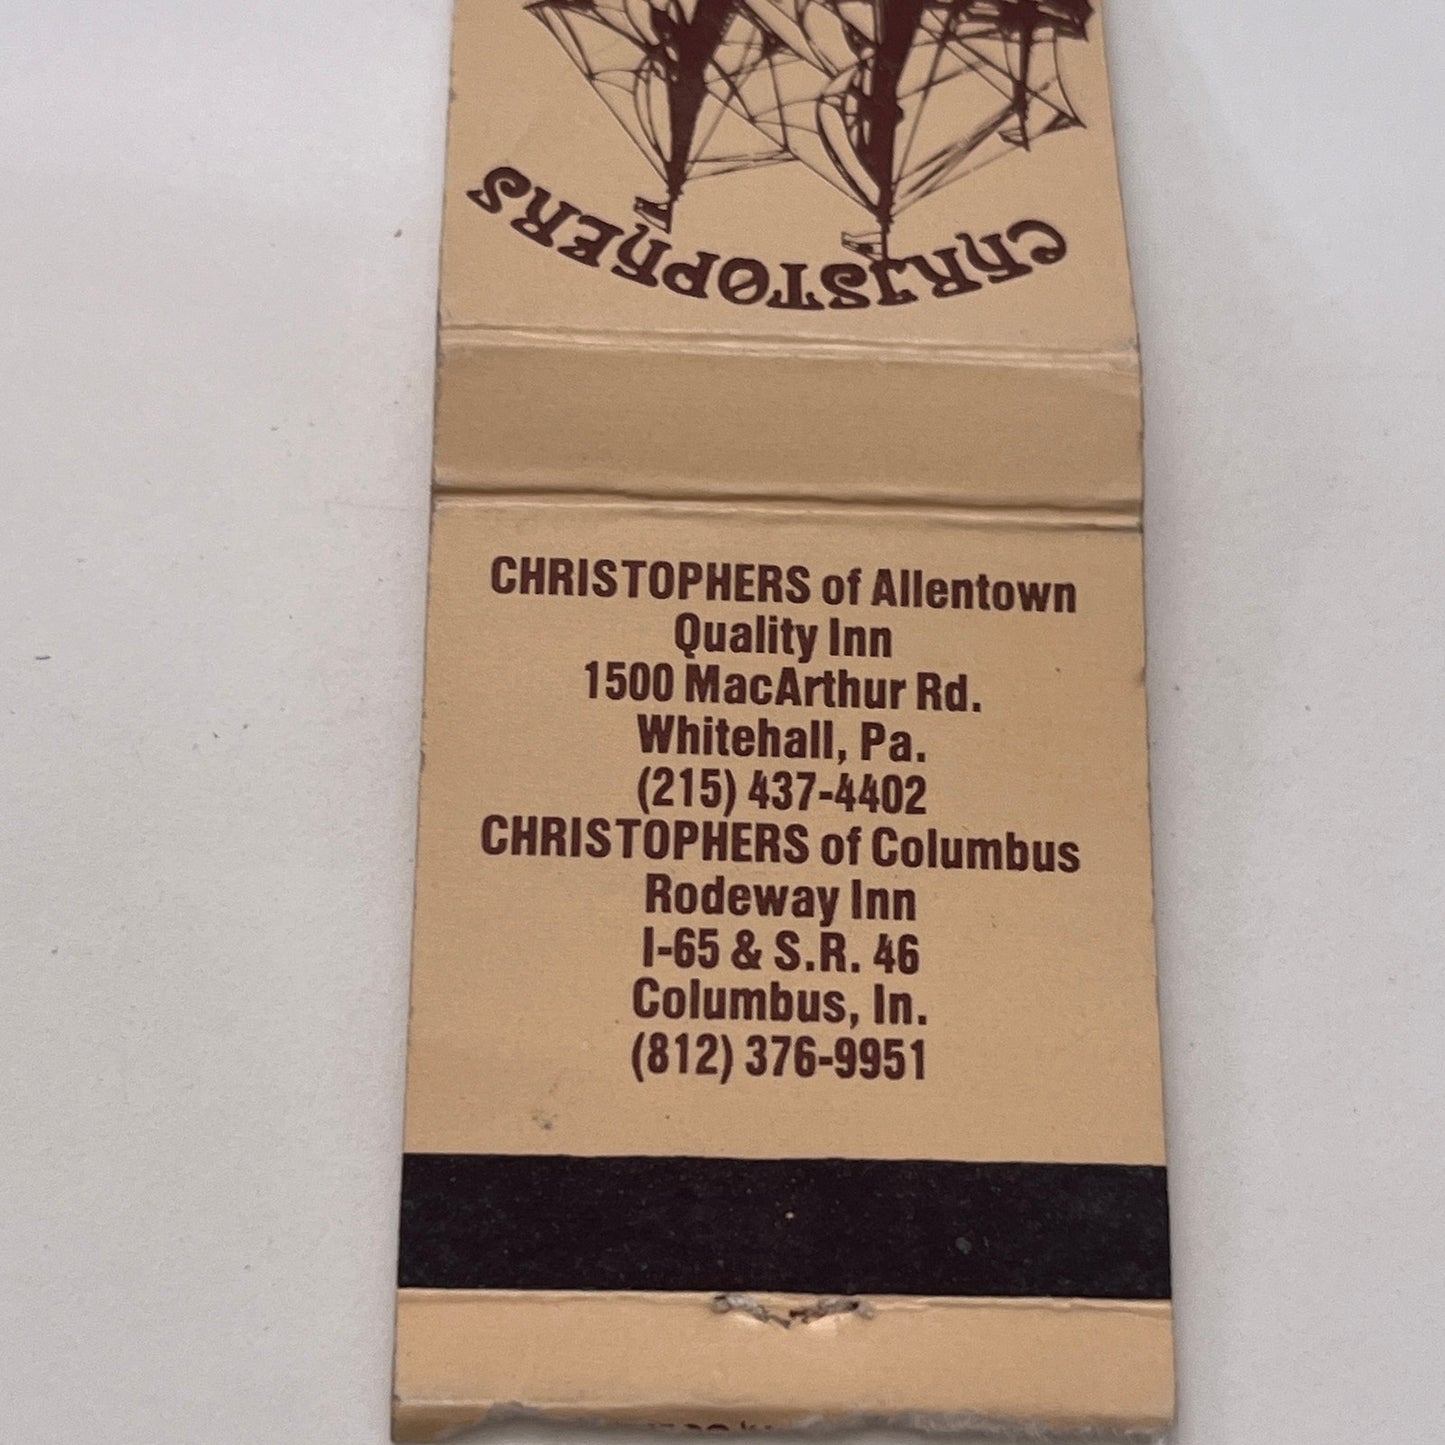 CHRISTOPHERS
CHRISTOPHERS of Allentown
Quality Inn
1500 MacArthur Rd.
Whitehall, Pa.
(215) 437-4402
CHRISTOPHERS of Columbus
Rodeway Inn
I-65 & S.R. 46
Columbus, In.
(812) 376-9951